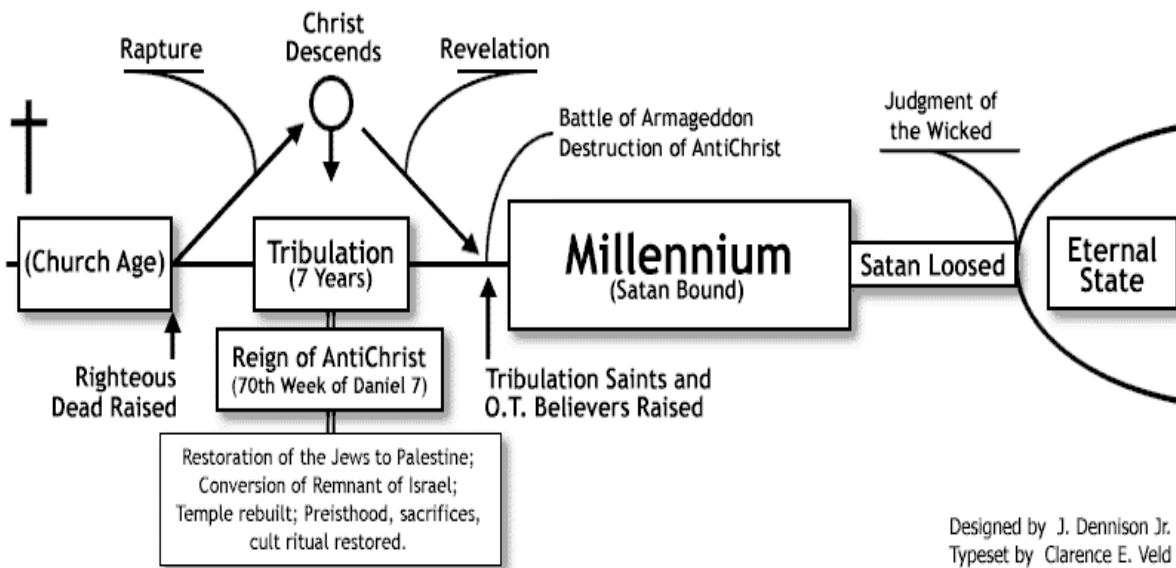 Rapture
Christ
Descends
Revelation
Battle of Armageddon
Destruction of AntiChrist
Judgment of
the Wicked
(Church Age)
Tribulation
(7 Years)
Millennium
(Satan Bound)
Satan Loosed
Eternal
State
Righteous
Dead Raised
Reign of AntiChrist
(70th Week of Daniel 7)
Tribulation Saints and
O.T. Believers Raised
Restoration of the Jews to Palestine;
Conversion of Remnant of Israel;
Temple rebuilt; Preisthood, sacrifices,
cult ritual restored.
Designed by J. Dennison Jr.
Typeset by Clarence E. Veld